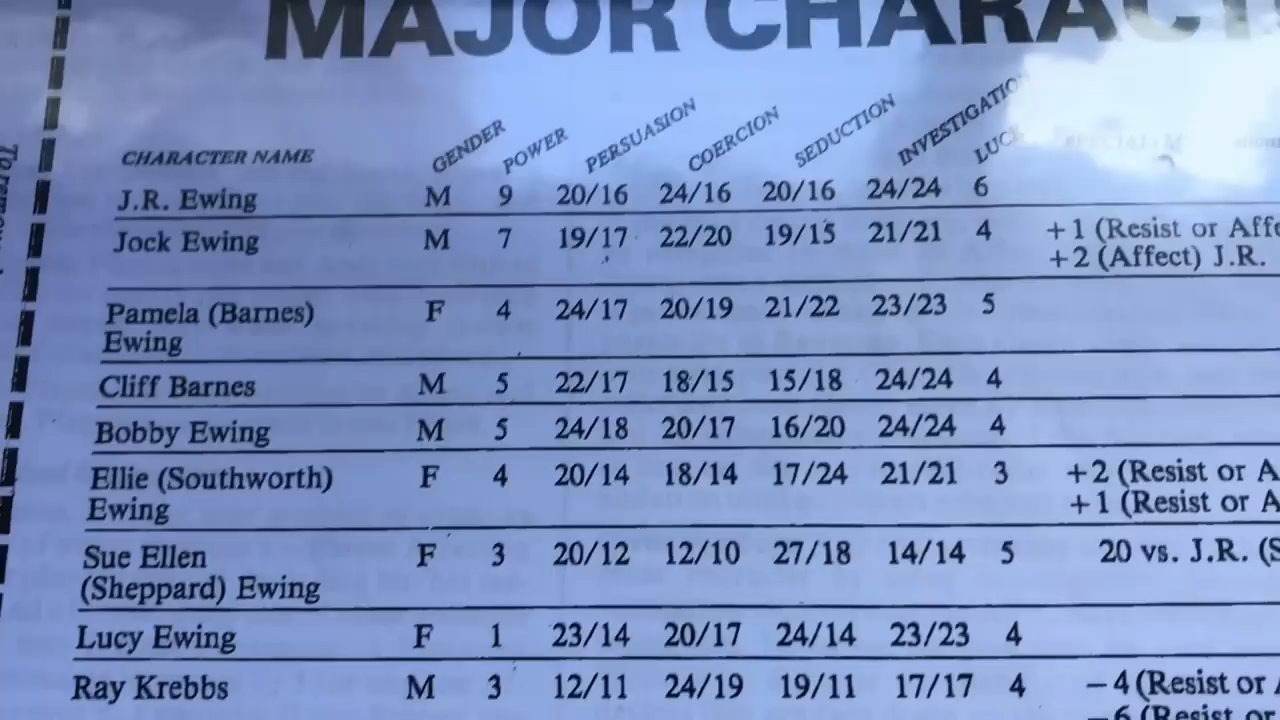 MAJOR CHARACT
CHARACTER NAME GENDER POWER PERSUASION COERCION SEDUCTION INVESTIGATIO LUCK
J.R. Ewing M 9 20/16 24/16 20/16 24/24 6
Jock Ewing M 7 19/17 22/20 19/15 21/21 4 +1 (Resist or Affe
+2 (Affect) J.R.
Pamela (Barnes) F 4 24/17 20/19 21/22 23/23 5
Ewing
Cliff Barnes M 5 22/17 18/15 15/18 24/24 4
Bobby Ewing M 5 24/18 20/17 16/20 24/24 4
Ellie (Southworth) F 4 20/14 18/14 17/24 21/21 3 +2 (Resist or A
Ewing +1 (Resist or A
Sue Ellen F 3 20/12 12/10 27/18 14/14 5 20 vs. J.R. (S
(Sheppard) Ewing
Lucy Ewing F 1 23/14 20/17 24/14 23/23 4
Ray Krebbs M 3 12/11 24/19 19/11 17/17 4 –4 (Resist or A
–6 (Resist or